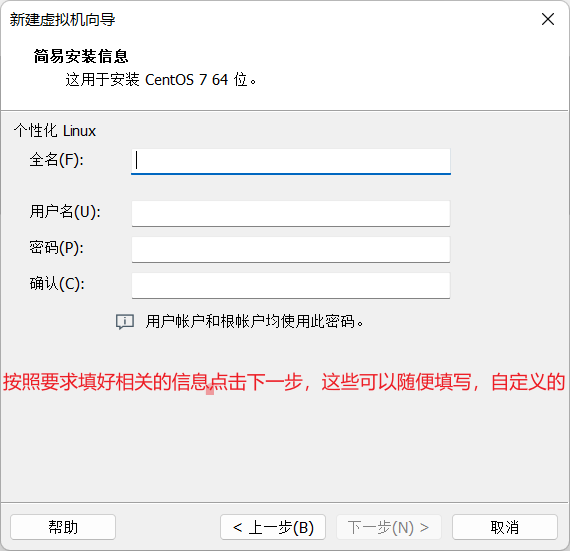 新建虚拟机向导
简易安装信息
这用于安装 CentOS 7 64 位。
个性化 Linux
全名(F):
用户名(U):
密码(P):
确认(C):
用户帐户和根帐户均使用此密码。
按照要求填好相关的信息点击下一步，这些可以随便填写，自定义的
帮助
< 上一步(B)
下一步(N) >
取消